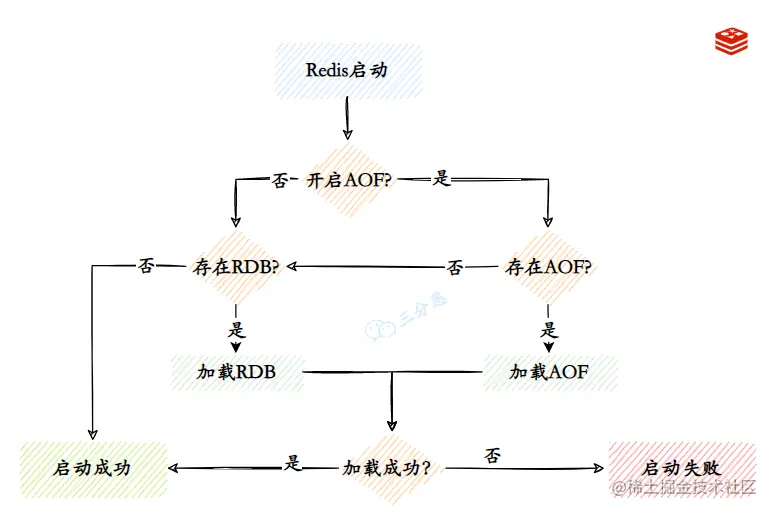 Redis启动
否
开启AOF?
是
否
存在RDB?
否
存在AOF?
三分恶
是
是
加载RDB
加载AOF
启动成功
是
加载成功?
否
启动失败
@稀土掘金技术社区